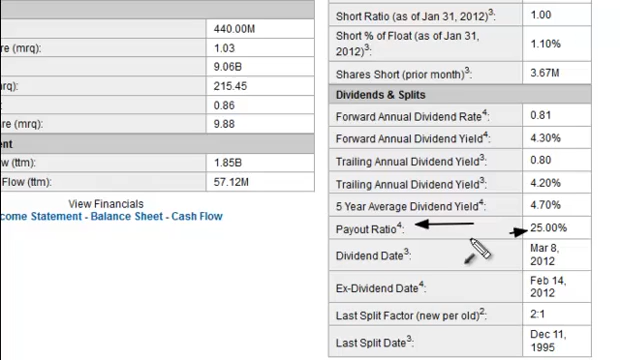 440.00M
re (mrq): 1.03
9.06B
rq): 215.45
0.86
re (mrq): 9.88
ent
w (ttm): 1.85B
Flow (ttm): 57.12M
View Financials
ome Statement - Balance Sheet - Cash Flow
Short Ratio (as of Jan 31, 2012)3: 1.00
Short % of Float (as of Jan 31,
2012)3: 1.10%
Shares Short (prior month)3: 3.67M
Dividends & Splits
Forward Annual Dividend Rate4: 0.81
Forward Annual Dividend Yield4: 4.30%
Trailing Annual Dividend Yield3: 0.80
Trailing Annual Dividend Yield3: 4.20%
5 Year Average Dividend Yield4: 4.70%
Payout Ratio4: 25.00%
Dividend Date3: Mar 8,
2012
Ex-Dividend Date4: Feb 14,
2012
Last Split Factor (new per old)2: 2:1
Last Split Date3: Dec 11,
1995